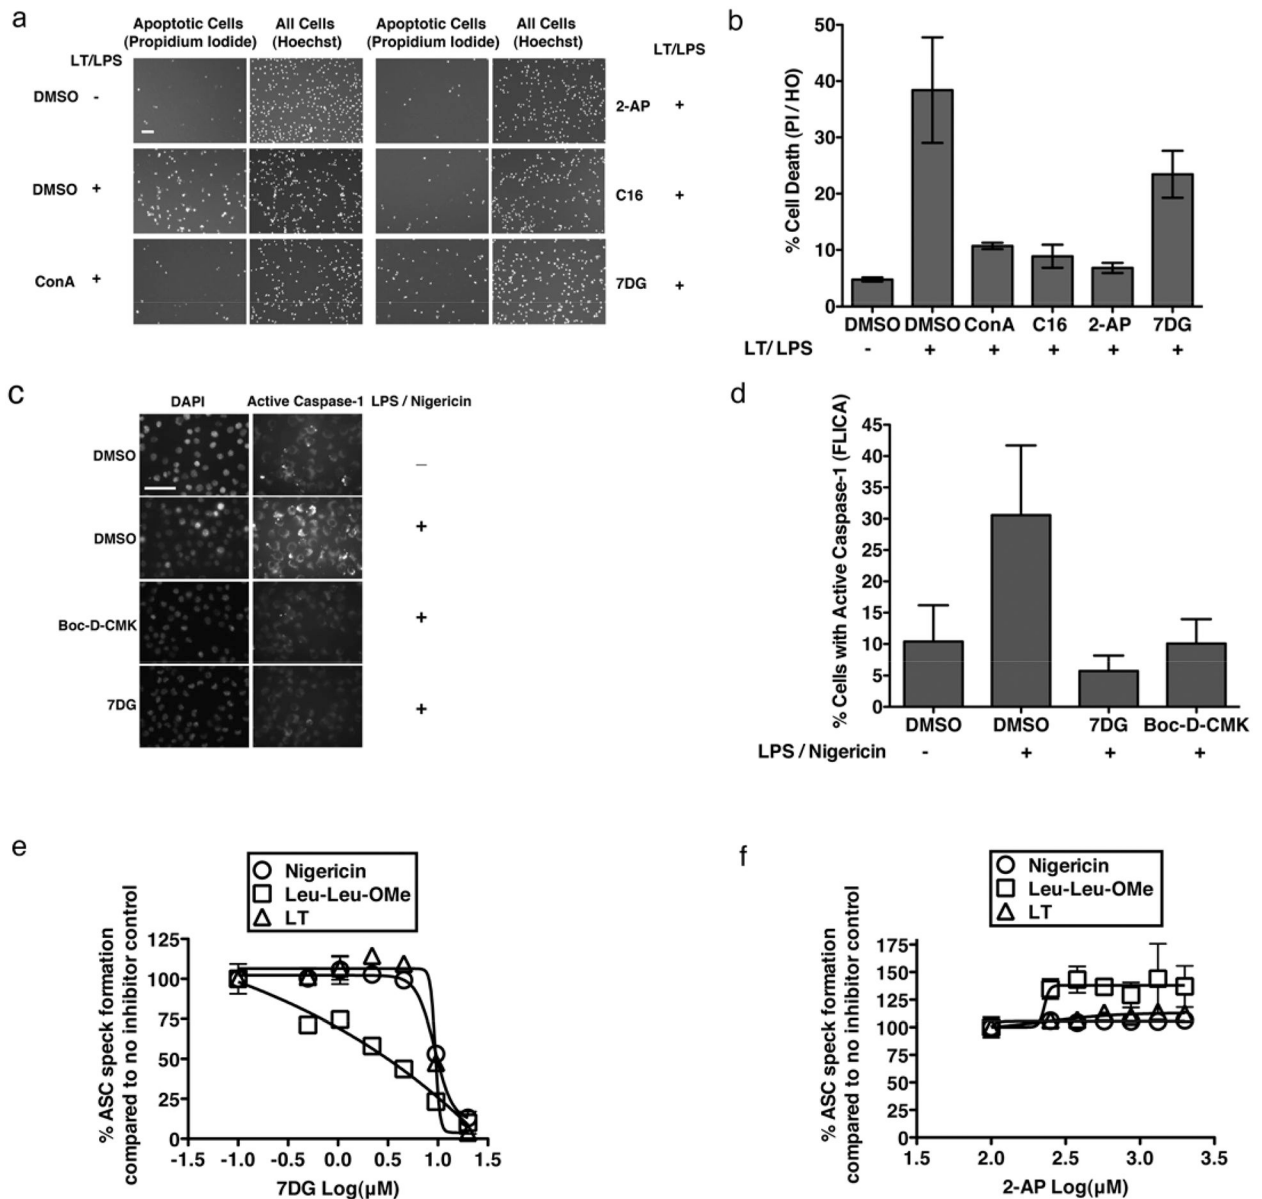 a
Apoptotic Cells All Cells Apoptotic Cells All Cells
(Propidium Iodide) (Hoechst) (Propidium Iodide) (Hoechst)
LT/LPS LT/LPS
DMSO - 2-AP +
DMSO + C16 +
ConA + 7DG +
b
% Cell Death (PI / HO)
50
40
30
20
10
0
DMSO DMSO ConA C16 2-AP 7DG
LT/ LPS - + + + + +
c
DAPI Active Caspase-1 LPS / Nigericin
DMSO −
DMSO +
Boc-D-CMK +
7DG +
d
% Cells with Active Caspase-1 (FLICA)
45
40
35
30
25
20
15
10
5
0
DMSO DMSO 7DG Boc-D-CMK
LPS / Nigericin - + + +
e
Nigericin
Leu-Leu-OMe
LT
% ASC speck formation
compared to no inhibitor control
125
100
75
50
25
0
-1.5 -1.0 -0.5 0.0 0.5 1.0 1.5
7DG Log(μM)
f
Nigericin
Leu-Leu-OMe
LT
% ASC speck formation
compared to no inhibitor control
175
150
125
100
75
50
25
0
1.5 2.0 2.5 3.0 3.5
2-AP Log(μM)